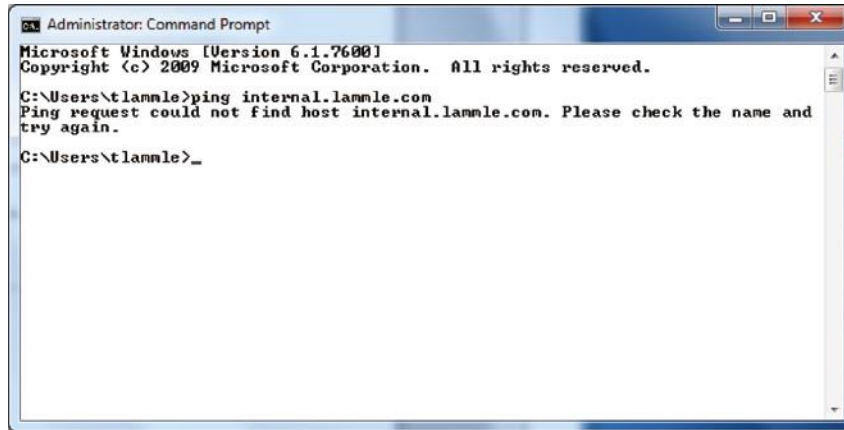 Administrator: Command Prompt
Microsoft Windows [Version 6.1.7600]
Copyright (c) 2009 Microsoft Corporation.  All rights reserved.
C:\Users\tlammle>ping internal.lammle.com
Ping request could not find host internal.lammle.com. Please check the name and
try again.
C:\Users\tlammle>_